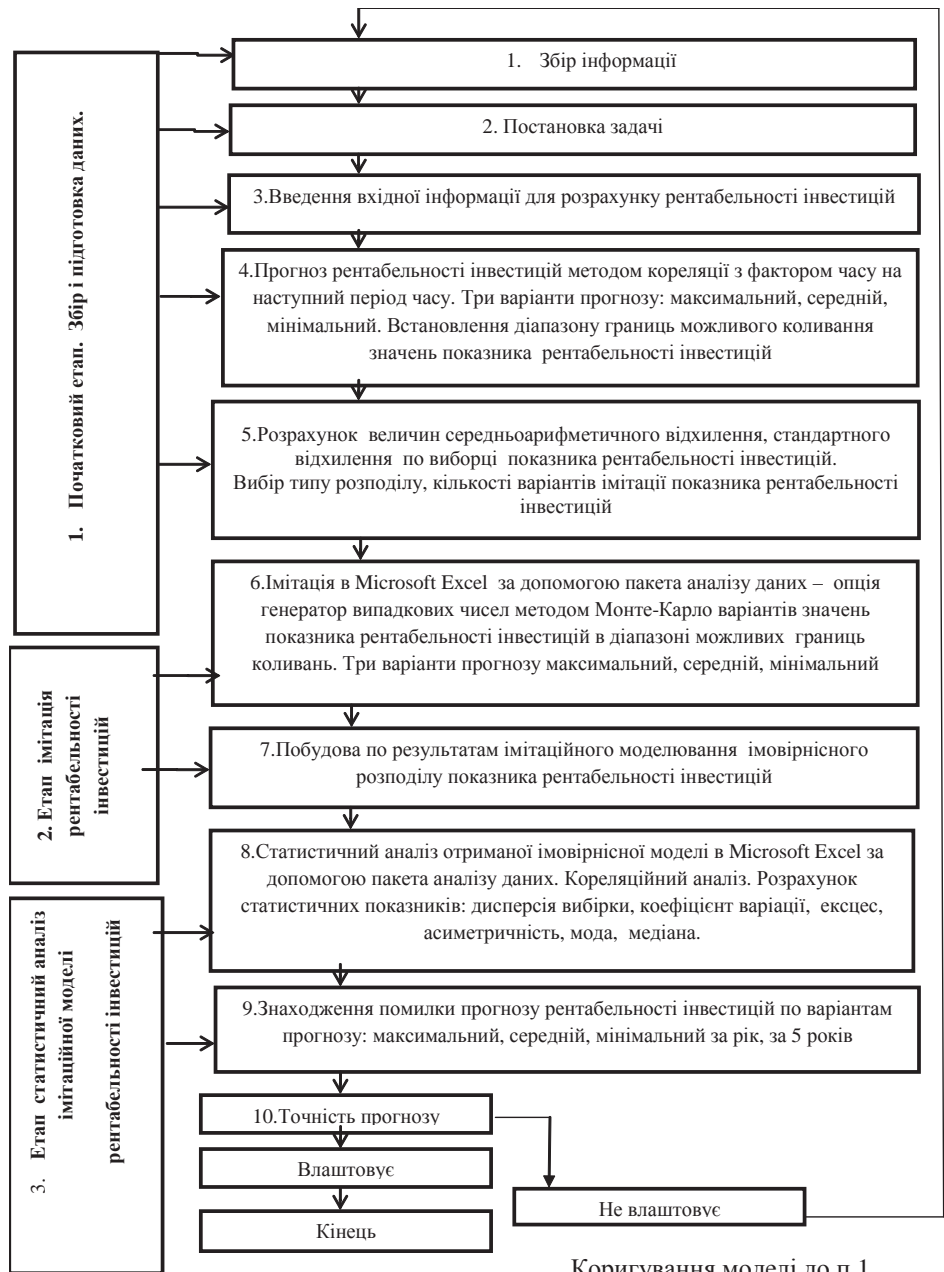 1. Початковий етап. Збір і підготовка даних.
1. Збір інформації
2. Постановка задачі
3.Введення вхідної інформації для розрахунку рентабельності інвестицій
4.Прогноз рентабельності інвестицій методом кореляції з фактором часу на
наступний період часу. Три варіанти прогнозу: максимальний, середній,
мінімальний. Встановлення діапазону границь можливого коливання
значень показника рентабельності інвестицій
5.Розрахунок величин середньоарифметичного відхилення, стандартного
відхилення по виборці показника рентабельності інвестицій.
Вибір типу розподілу, кількості варіантів імітації показника рентабельності
інвестицій
2. Етап імітація
рентабельності
інвестицій
6.Імітація в Microsoft Excel за допомогою пакета аналізу даних – опція
генератор випадкових чисел методом Монте-Карло варіантів значень
показника рентабельності інвестицій в діапазоні можливих границь
коливань. Три варіанти прогнозу максимальний, середній, мінімальний
7.Побудова по результатам імітаційного моделювання імовірнісного
розподілу показника рентабельності інвестицій
3. Етап статистичний аналіз
імітаційної моделі
рентабельності інвестицій
8.Статистичний аналіз отриманої імовірнісної моделі в Microsoft Excel за
допомогою пакета аналізу даних. Кореляційний аналіз. Розрахунок
статистичних показників: дисперсія вибірки, коефіцієнт варіації, ексцес,
асиметричність, мода, медіана.
9.Знаходження помилки прогнозу рентабельності інвестицій по варіантам
прогнозу: максимальний, середній, мінімальний за рік, за 5 років
10.Точність прогнозу
Влаштовує
Не влаштовує
Кінець
Коригування моделі до п.1